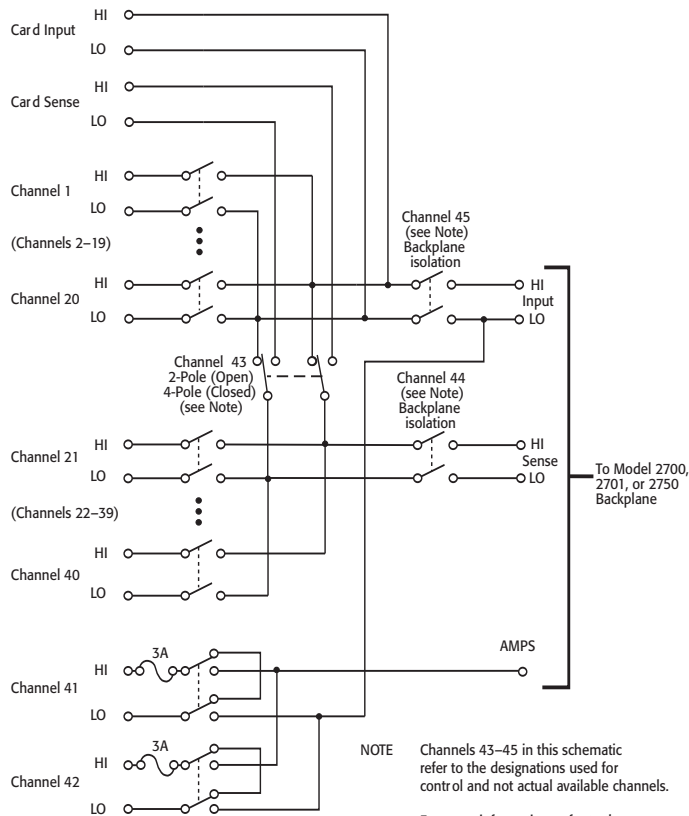 Card Input
HI
LO
Card Sense
HI
LO
Channel 1
HI
LO
(Channels 2–19)
Channel 20
HI
LO
Channel 45
(see Note)
Backplane
isolation
HI
Input
LO
Channel 43
2-Pole (Open)
4-Pole (Closed)
(see Note)
Channel 44
(see Note)
Backplane
isolation
Channel 21
HI
LO
HI
Sense
LO
To Model 2700,
2701, or 2750
Backplane
(Channels 22–39)
Channel 40
HI
LO
AMPS
Channel 41
HI
3A
LO
Channel 42
HI
3A
LO
NOTE Channels 43–45 in this schematic
refer to the designations used for
control and not actual available channels.